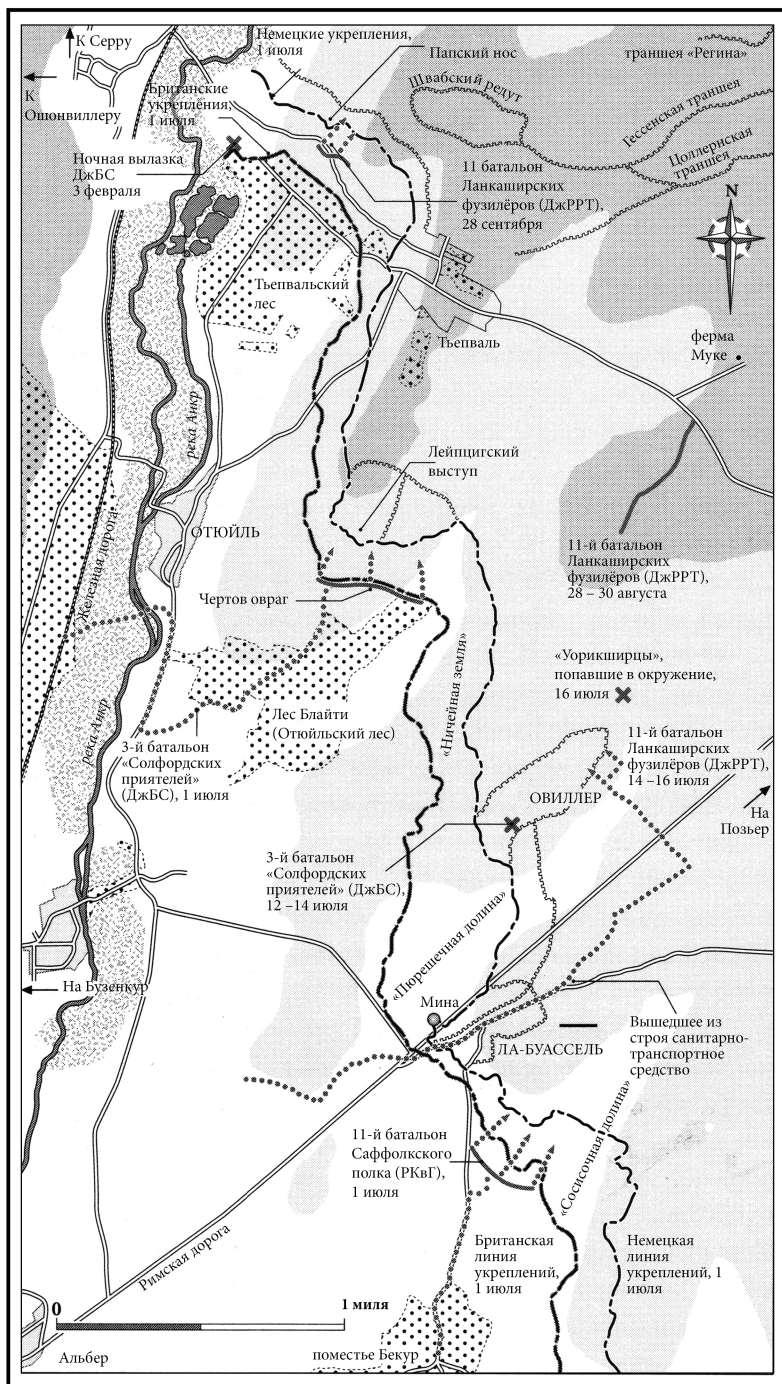 К Серру
К
Ошонвиллеру
Немецкие укрепления,
1 июля
Папский нос
траншея «Регина»
Британские
укрепления,
1 июля
Швабский редут
Гессенская траншея
Цоллернская
траншея
Ночная вылазка
ДжБС
3 февраля
11 батальон
Ланкаширских
фузилёров (ДжРРТ),
28 сентября
N
Тьепвальский
лес
Тьепваль
ферма
Муке
река Анкр
Лейпцигский
выступ
ОТЮЙЛЬ
Железная дорога
11-й батальон
Ланкаширских
фузилёров (ДжРРТ),
28 – 30 августа
Чертов овраг
«Ничейная земля»
«Уорикширцы»,
попавшие в окружение,
16 июля
Лес Блайти
(Отюйльский лес)
река Анкр
3-й батальон
«Солфордских
приятелей»
(ДжБС), 1 июля
11-й батальон
Ланкаширских
фузилёров (ДжРРТ),
14 –16 июля
ОВИЛЛЕР
На
Позьер
3-й батальон
«Солфордских
приятелей» (ДжБС),
12 –14 июля
«Пюрешечная долина»
На Бузенкур
Мина
Вышедшее из
строя санитарно-
транспортное
средство
ЛА-БУАССЕЛЬ
11-й батальон
Саффолкского
полка (РКвГ),
1 июля
«Сосисочная долина»
Римская дорога
Британская
линия
укреплений,
1 июля
Немецкая
линия
укреплений, 1
июля
0
1 миля
Альбер
поместье Бекур